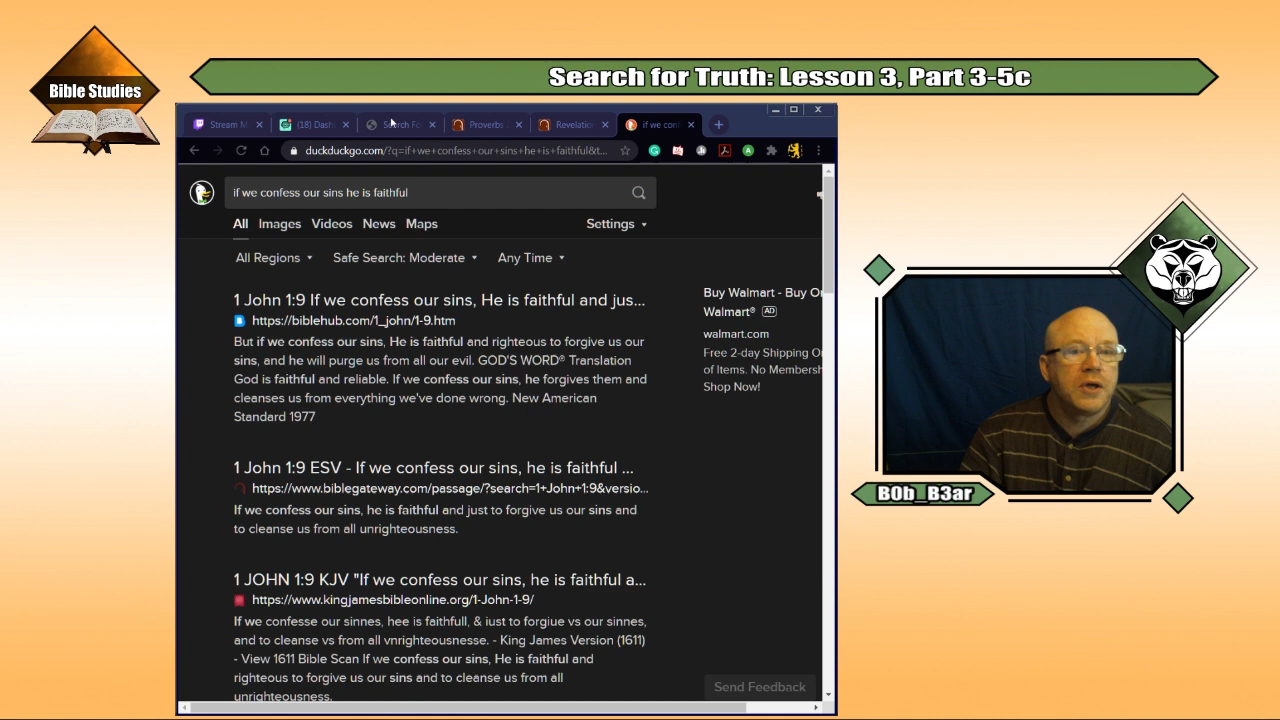 Bible Studies
Search for Truth: Lesson 3, Part 3-5c
Stream M
(18) Dash
Search Fo
Proverbs
Revelation
if we conf
duckduckgo.com/?q=if+we+confess+our+sins+he+is+faithful&t...
if we confess our sins he is faithful
All Images Videos News Maps Settings
All Regions Safe Search: Moderate Any Time
1 John 1:9 If we confess our sins, He is faithful and jus...
https://biblehub.com/1_john/1-9.htm
But if we confess our sins, He is faithful and righteous to forgive us our
sins, and he will purge us from all our evil. GOD'S WORD® Translation
God is faithful and reliable. If we confess our sins, he forgives them and
cleanses us from everything we've done wrong. New American
Standard 1977
1 John 1:9 ESV - If we confess our sins, he is faithful ...
https://www.biblegateway.com/passage/?search=1+John+1:9&versio...
If we confess our sins, he is faithful and just to forgive us our sins and
to cleanse us from all unrighteousness.
1 JOHN 1:9 KJV "If we confess our sins, he is faithful a...
https://www.kingjamesbibleonline.org/1-John-1-9/
If we confesse our sinnes, hee is faithfull, & iust to forgiue vs our sinnes,
and to cleanse vs from all vnrighteousnesse. - King James Version (1611)
- View 1611 Bible Scan If we confess our sins, He is faithful and
righteous to forgive us our sins and to cleanse us from all
unrighteousness.
Buy Walmart - Buy On
Walmart® AD
walmart.com
Free 2-day Shipping O
of Items. No Membersh
Shop Now!
Send Feedback
B0b_B3ar